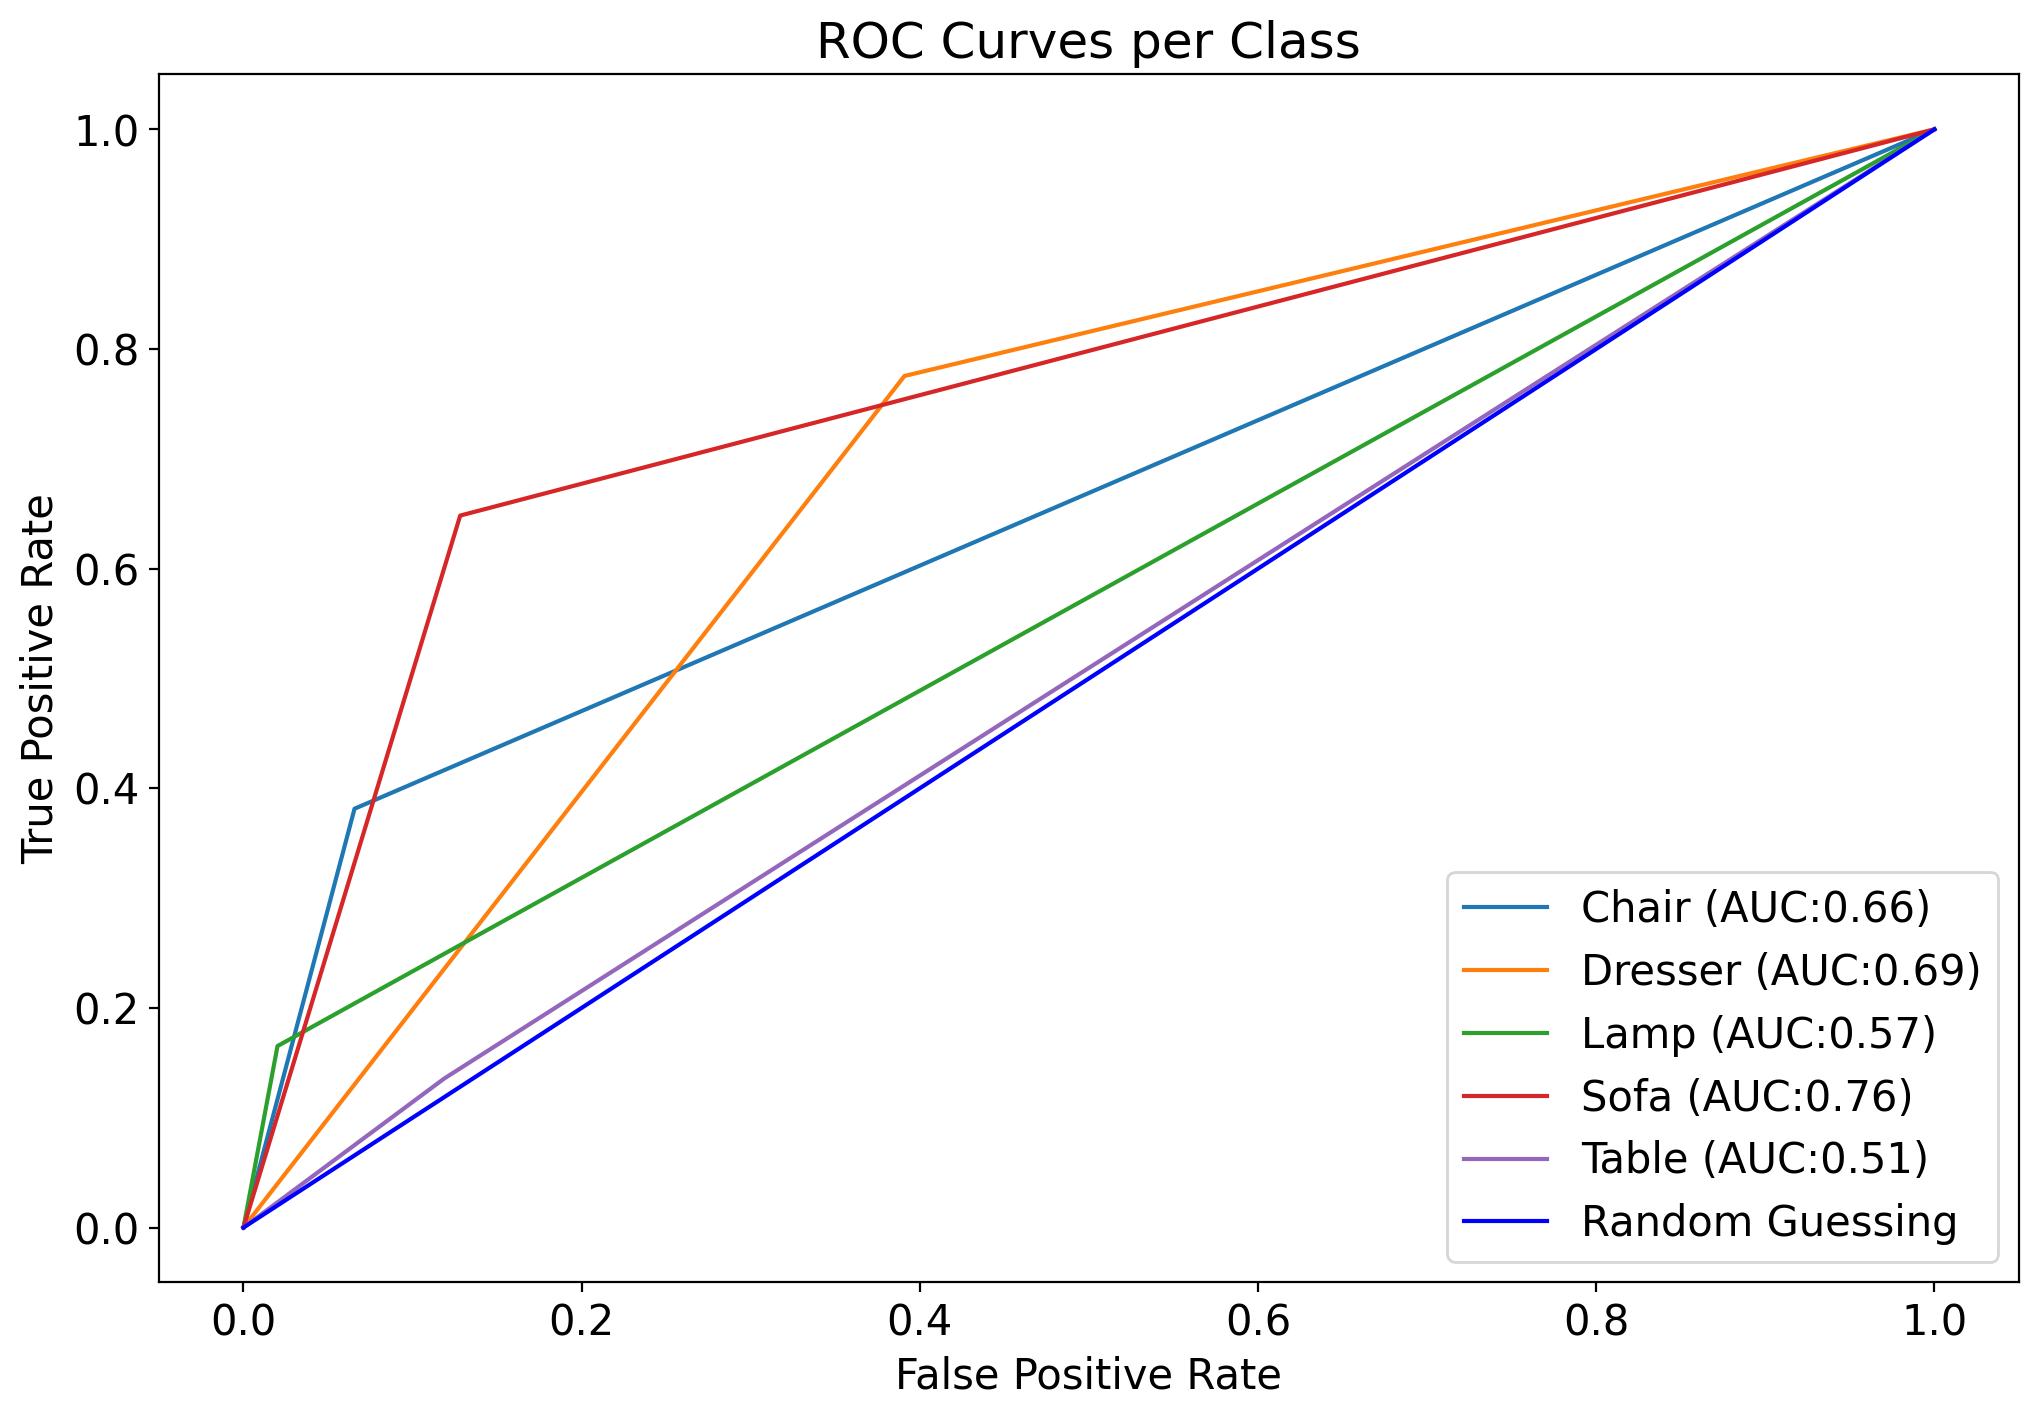 ROC Curves per Class
True Positive Rate
1.0
0.8
0.6
0.4
0.2
0.0
Chair (AUC:0.66)
Dresser (AUC:0.69)
Lamp (AUC:0.57)
Sofa (AUC:0.76)
Table (AUC:0.51)
Random Guessing
0.0 0.2 0.4 0.6 0.8 1.0
False Positive Rate